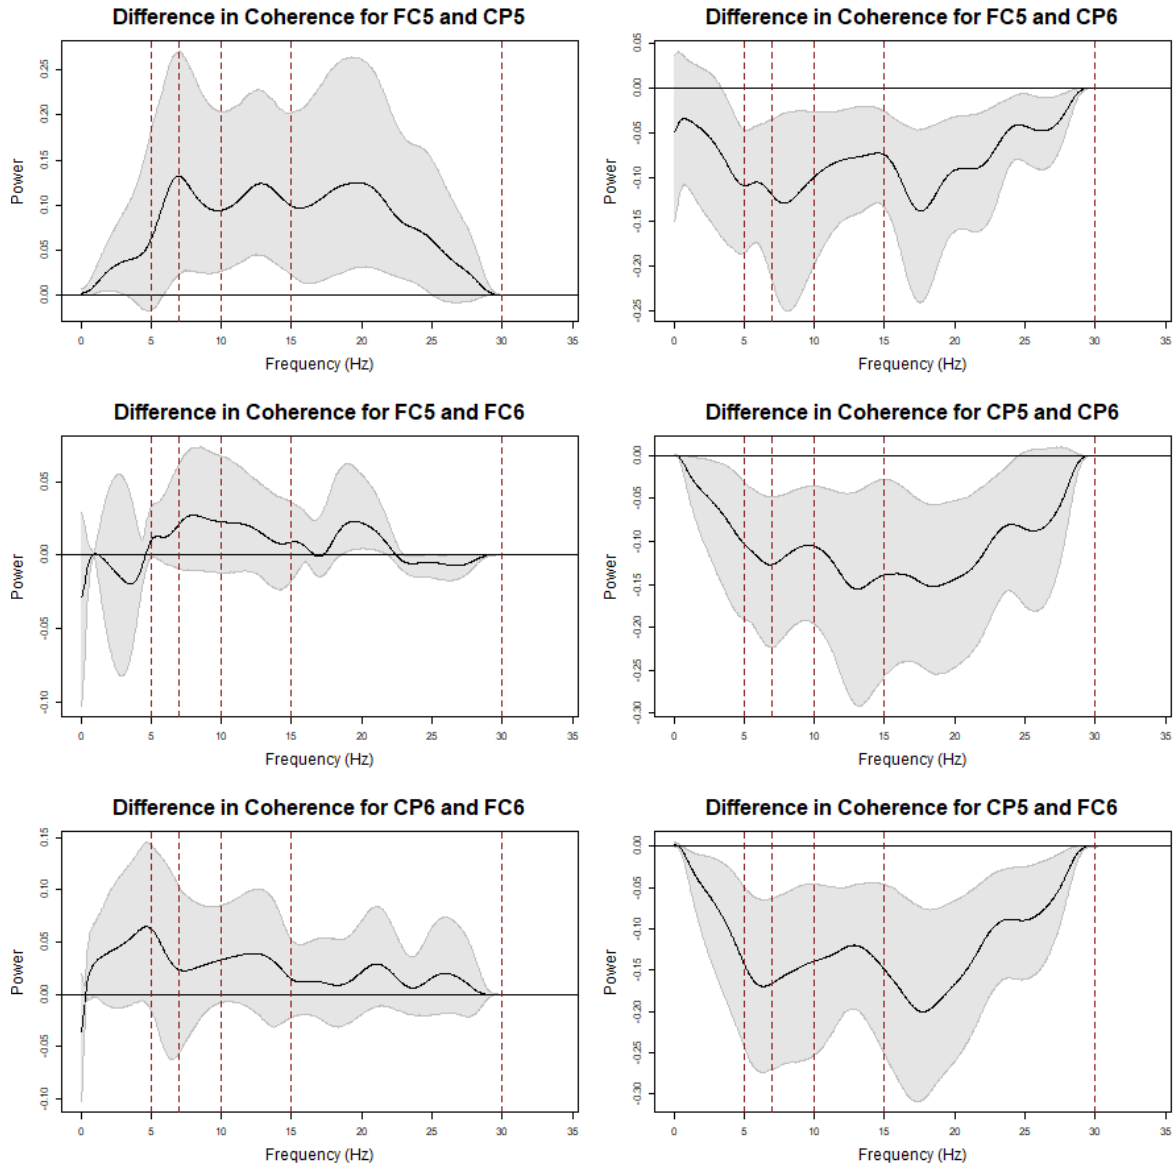 Difference in Coherence for FC5 and CP5
Power
0.00 0.05 0.10 0.15 0.20 0.25
0 5 10 15 20 25 30 35
Frequency (Hz)
Difference in Coherence for FC5 and CP6
Power
-0.25 -0.20 -0.15 -0.10 -0.05 0.00 0.05
0 5 10 15 20 25 30 35
Frequency (Hz)
Difference in Coherence for FC5 and FC6
Power
-0.10 -0.05 0.00 0.05
0 5 10 15 20 25 30 35
Frequency (Hz)
Difference in Coherence for CP5 and CP6
Power
-0.30 -0.25 -0.20 -0.15 -0.10 -0.05 0.00
0 5 10 15 20 25 30 35
Frequency (Hz)
Difference in Coherence for CP6 and FC6
Power
-0.10 -0.05 0.00 0.05 0.10 0.15
0 5 10 15 20 25 30 35
Frequency (Hz)
Difference in Coherence for CP5 and FC6
Power
-0.30 -0.25 -0.20 -0.15 -0.10 -0.05 0.00
0 5 10 15 20 25 30 35
Frequency (Hz)